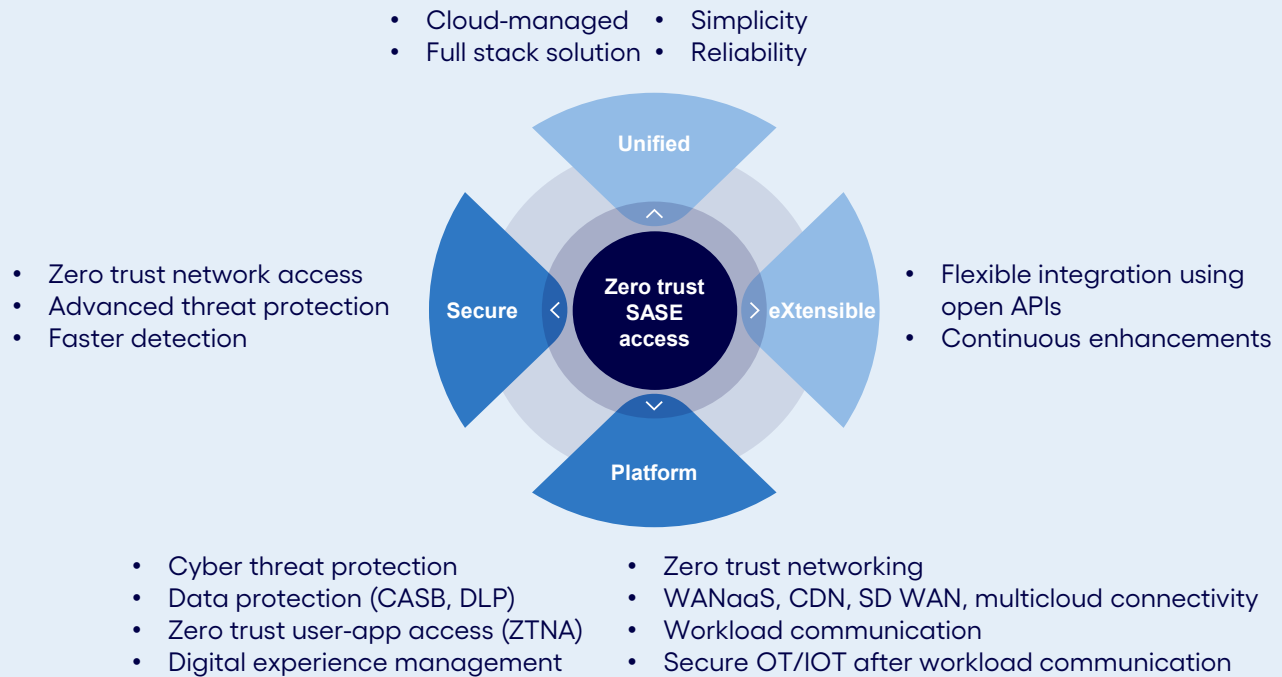 • Cloud-managed
• Full stack solution
• Simplicity
• Reliability
Unified
• Zero trust network access
• Advanced threat protection
• Faster detection
Secure
Zero trust
SASE
access
eXtensible
• Flexible integration using
open APIs
• Continuous enhancements
Platform
• Cyber threat protection
• Data protection (CASB, DLP)
• Zero trust user-app access (ZTNA)
• Digital experience management
• Zero trust networking
• WANaaS, CDN, SD WAN, multicloud connectivity
• Workload communication
• Secure OT/IOT after workload communication